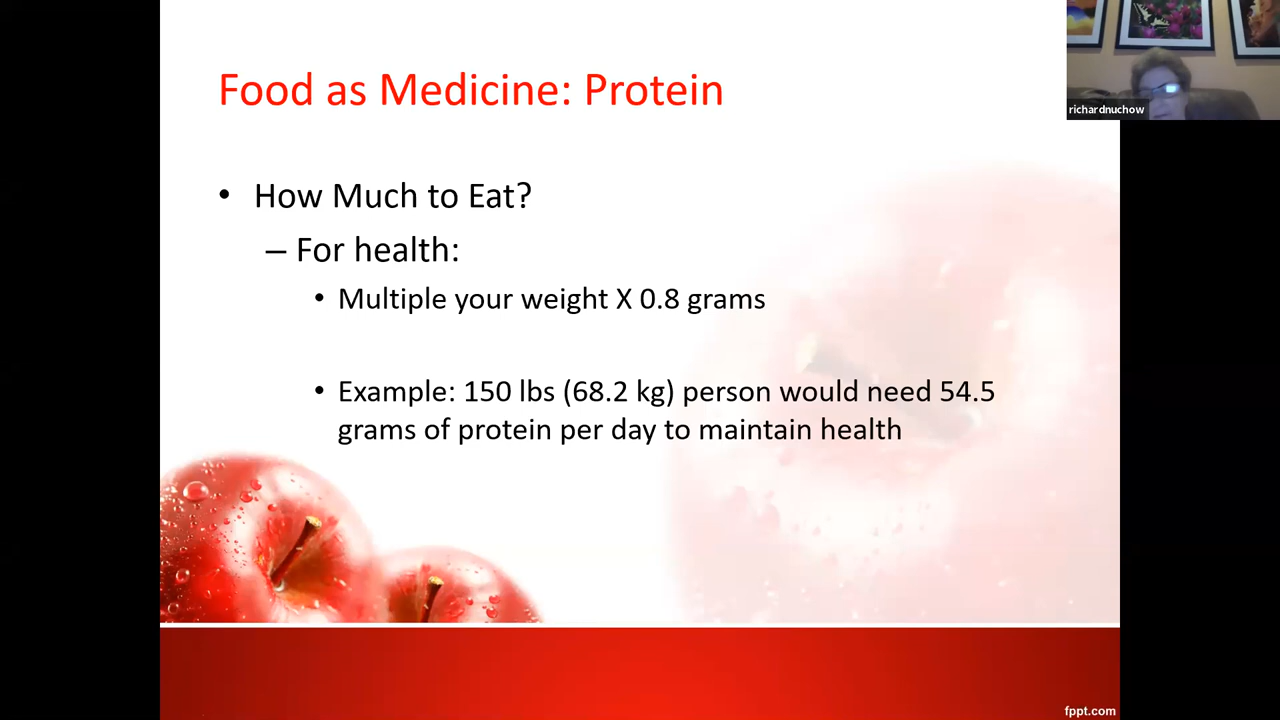 Food as Medicine: Protein
richardnuchow
• How Much to Eat?
– For health:
• Multiple your weight X 0.8 grams
• Example: 150 lbs (68.2 kg) person would need 54.5
grams of protein per day to maintain health
fppt.com